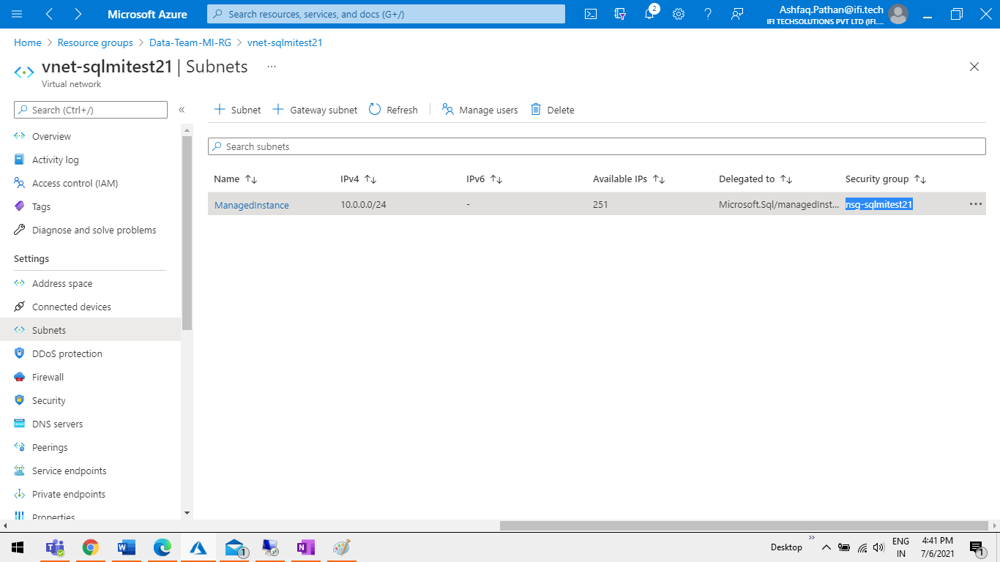 Microsoft Azure
Search resources, services, and docs (G+/)
2
Ashfaq.Pathan@ifi.tech
IFI TECHSOLUTIONS PVT LTD (IFI....
Home > Resource groups > Data-Team-MI-RG > vnet-sqlmitest21
vnet-sqlmitest21 | Subnets ...
Virtual network
Search (Ctrl+/)
«
+ Subnet + Gateway subnet Refresh Manage users Delete
Search subnets
Name IPv4 IPv6 Available IPs Delegated to Security group
ManagedInstance 10.0.0.0/24 - 251 Microsoft.Sql/managedInst... nsg-sqlmitest21 ...
Overview
Activity log
Access control (IAM)
Tags
Diagnose and solve problems
Settings
Address space
Connected devices
Subnets
DDoS protection
Firewall
Security
DNS servers
Peerings
Service endpoints
Private endpoints
Properties
1
Desktop
ENG
IN
4:41 PM
7/6/2021
1